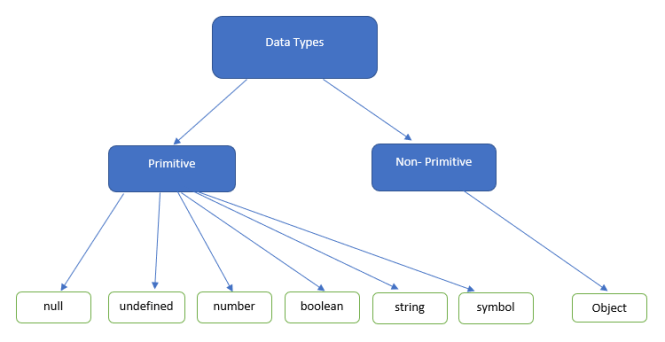 Data Types
Primitive
Non- Primitive
null
undefined
number
boolean
string
symbol
Object